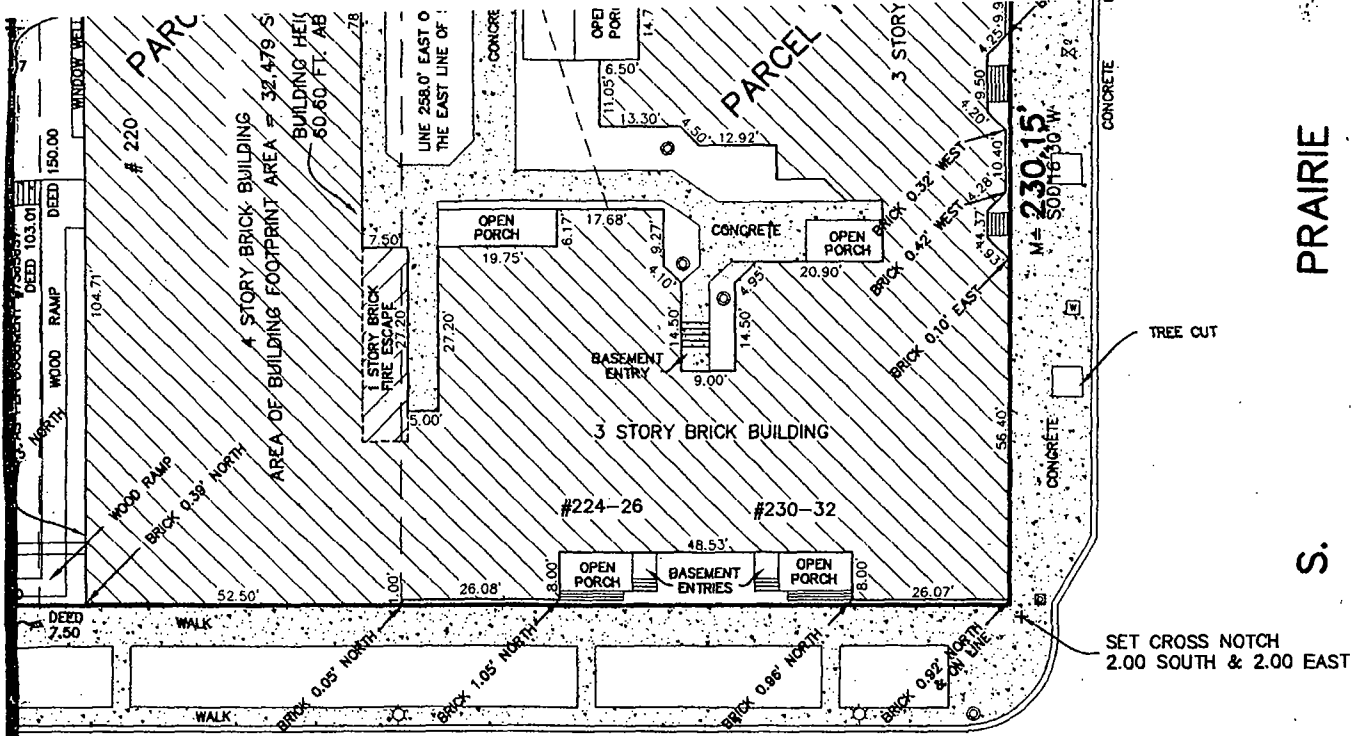 WINDOW WELL
DEED 150.00
DEED 103.01
WOOD RAMP
104.71
NORTH
WOOD RAMP
BRICK 0.39' NORTH
DEED
7.50
# 220
4 STORY BRICK BUILDING
AREA OF BUILDING FOOTPRINT AREA = 32,479 S
BUILDING HEI
60.60 FT. AB
.78
LINE 258.0' EAST O
THE EAST LINE OF
CONCRE
7.50'
1 STORY BRICK
FIRE ESCAPE
27.20'
27.20'
5.00'
OPEN
PORCH
19.75'
6.17'
17.68'
9.27'
4.10'
OPEN
PORC
14.7
6.50'
11.05'
13.30'
4.50'
12.92'
PARCEL
3 STORY
CONCRETE
OPEN
PORCH
20.90'
4.95'
14.50'
14.50'
BASEMENT
ENTRY
9.00'
BRICK 0.32' WEST
BRICK 0.42' WEST
BRICK 0.10' EAST
4.25'
9.50'
4.20'
10.40'
4.28'
4.37'
M= 230.15'
S00°16'30"W
CONCRETE
PRAIRIE
S.
TREE CUT
56.40'
CONCRETE
3 STORY BRICK BUILDING
#224-26
#230-32
48.53'
OPEN
PORCH
BASEMENT
ENTRIES
OPEN
PORCH
8.00'
8.00'
52.50'
1.00'
26.08'
26.07'
WALK
WALK
BRICK 0.05' NORTH
BRICK 1.05' NORTH
BRICK 0.96' NORTH
BRICK 0.92' NORTH
& ON LINE
SET CROSS NOTCH
2.00 SOUTH & 2.00 EAST